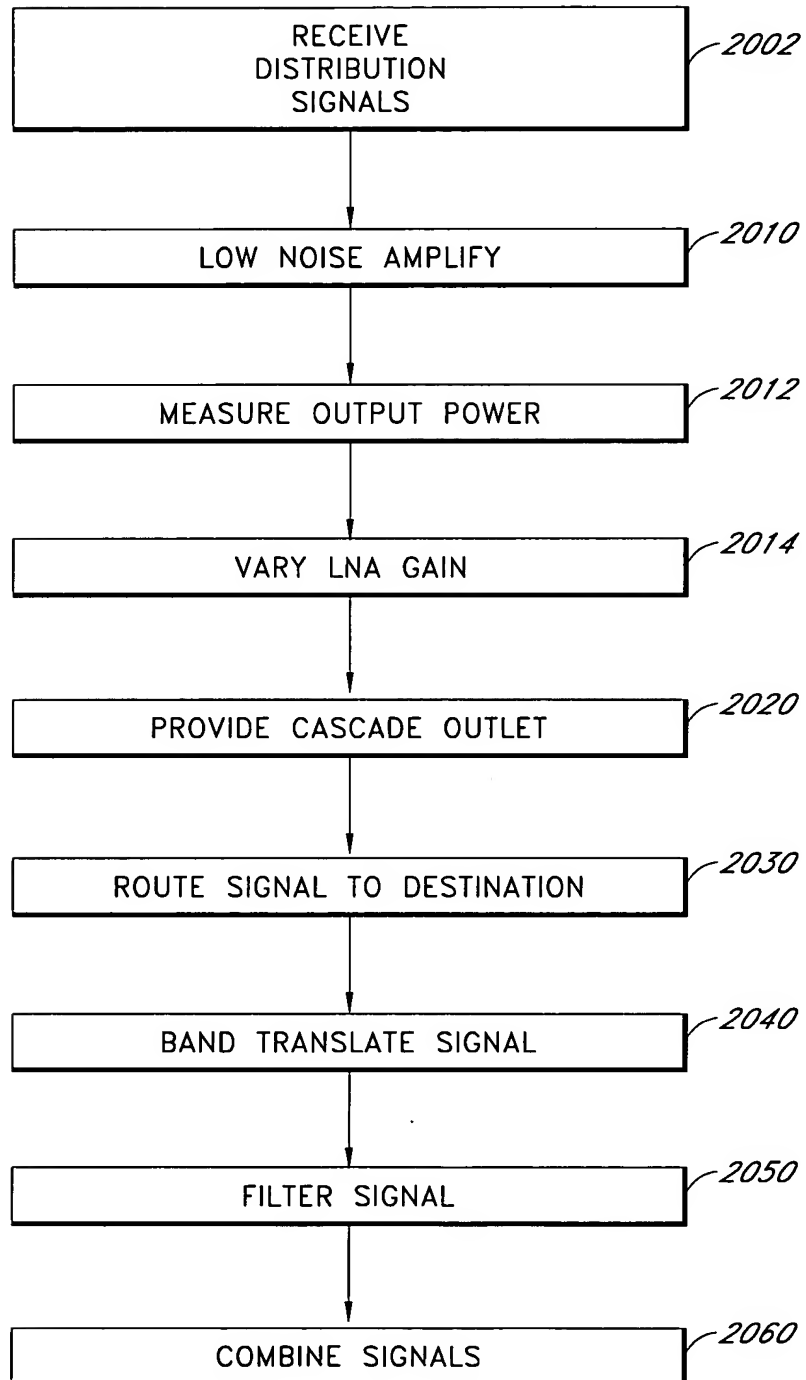 RECEIVE
DISTRIBUTION
SIGNALS
2002
LOW NOISE AMPLIFY
2010
MEASURE OUTPUT POWER
2012
VARY LNA GAIN
2014
PROVIDE CASCADE OUTLET
2020
ROUTE SIGNAL TO DESTINATION
2030
BAND TRANSLATE SIGNAL
2040
FILTER SIGNAL
2050
COMBINE SIGNALS
2060